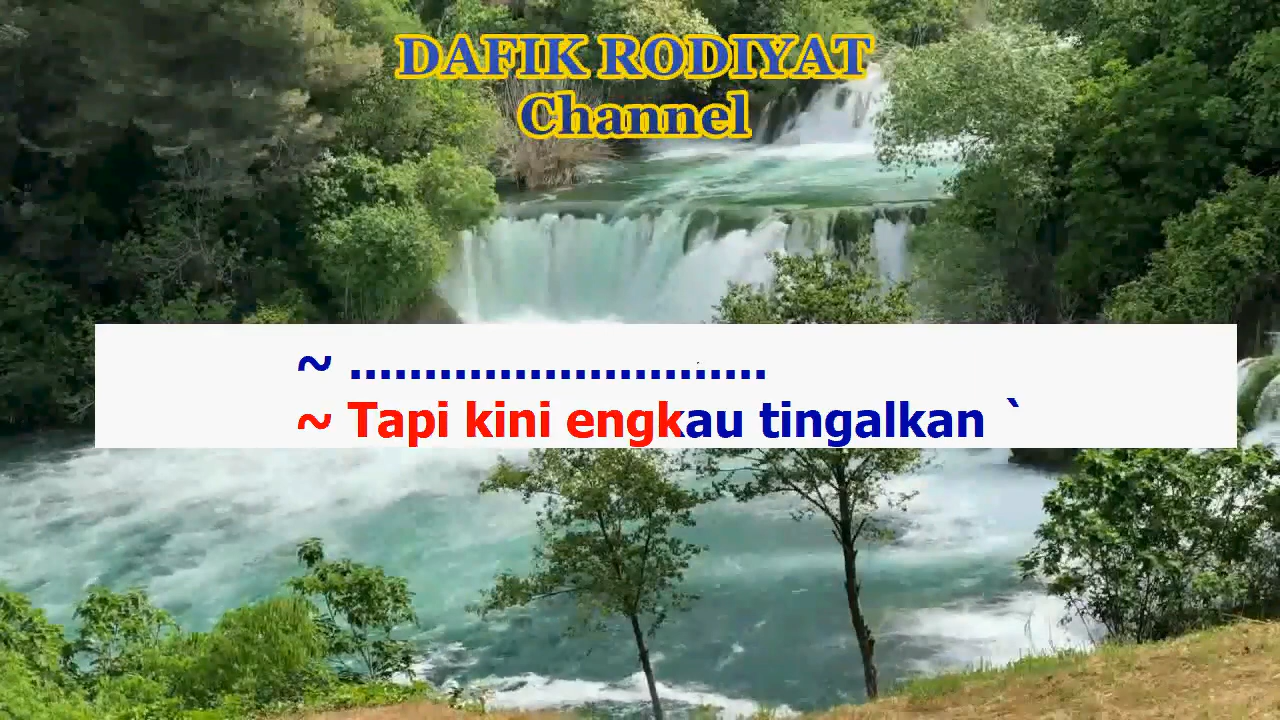 DAFIK RODIYAT
Channel
~ ............................
~ Tapi kini engkau tingalkan `